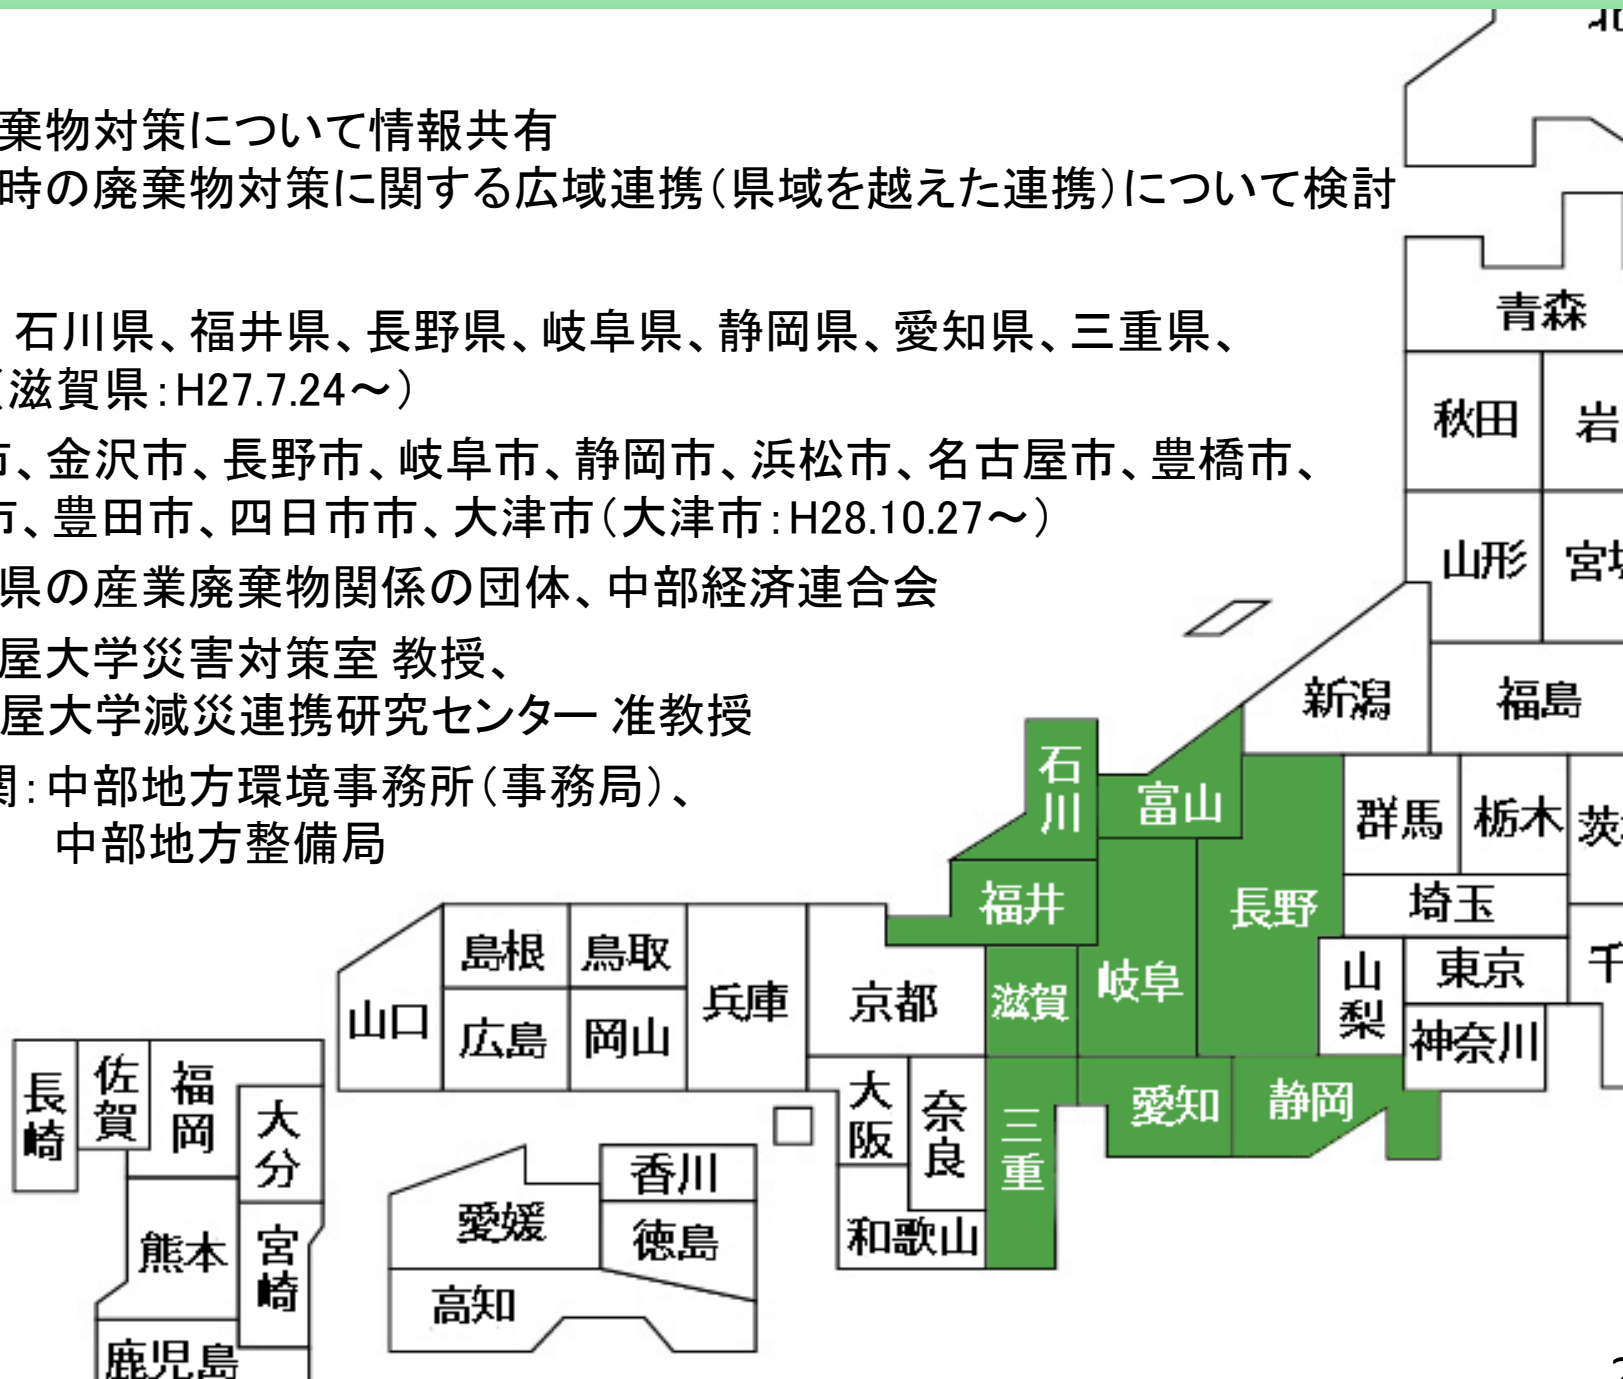 棄物対策について情報共有
時の廃棄物対策に関する広域連携（県域を越えた連携）について検討
石川県、福井県、長野県、岐阜県、静岡県、愛知県、三重県、
（滋賀県：H27.7.24～）
市、金沢市、長野市、岐阜市、静岡市、浜松市、名古屋市、豊橋市、
市、豊田市、四日市市、大津市（大津市：H28.10.27～）
県の産業廃棄物関係の団体、中部経済連合会
屋大学災害対策室 教授、
屋大学減災連携研究センター 准教授
関：中部地方環境事務所（事務局）、
中部地方整備局
青森
秋田
岩
山形
宮城
新潟
福島
石川
富山
群馬
栃木
茨
福井
長野
埼玉
島根
鳥取
兵庫
京都
滋賀
岐阜
山梨
東京
千
山口
広島
岡山
神奈川
長崎
佐賀
福岡
大分
大阪
奈良
三重
愛知
静岡
香川
愛媛
徳島
和歌山
熊本
宮崎
高知
鹿児島